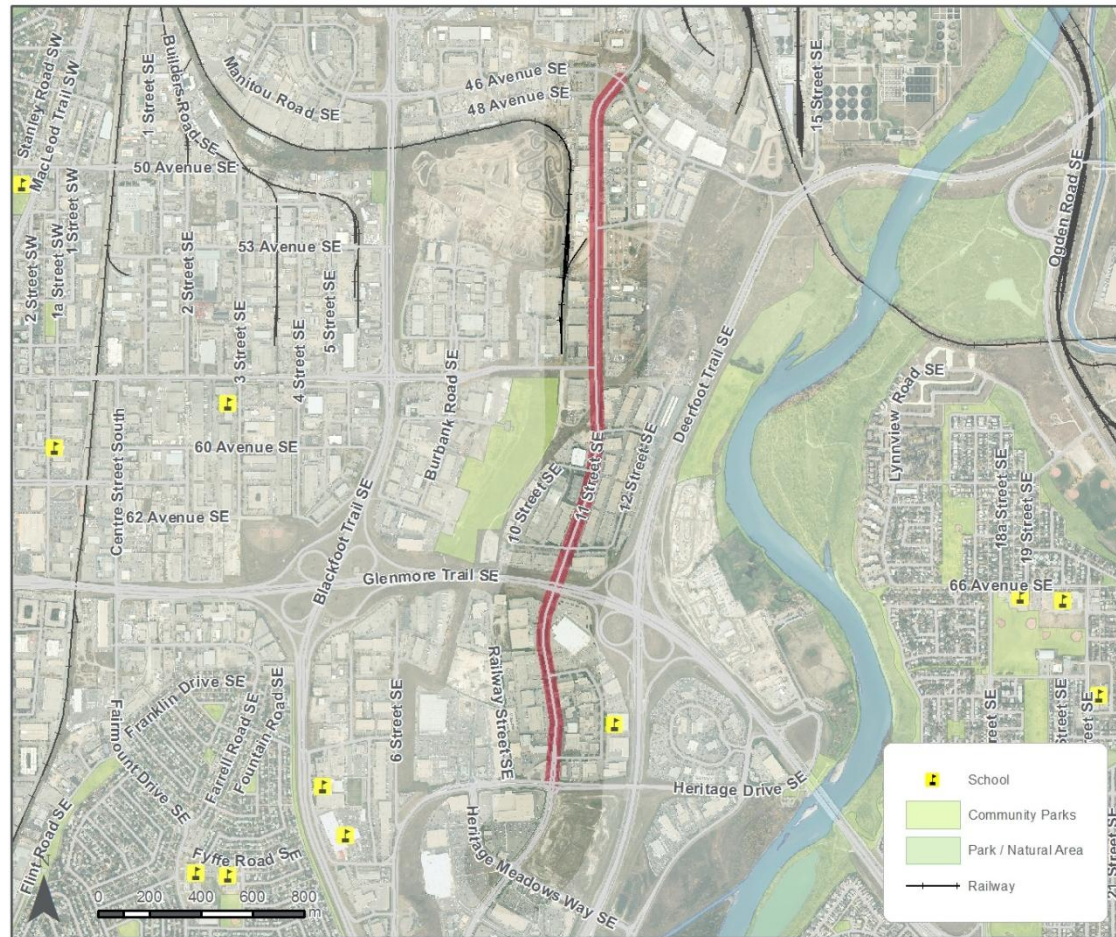 Stanley Road SW
MacLeod Trail SW
1 Street SE
Builders Road SE
Manitou Road SE
46 Avenue SE
48 Avenue SE
15 Street SE
50 Avenue SE
1 Street SW
2 Street SW
1a Street SW
2 Street SE
53 Avenue SE
3 Street SE
4 Street SE
5 Street SE
Ogden Road SE
Deerfoot Trail SE
Burbank Road SE
Lynnview Road SE
Centre Street South
60 Avenue SE
62 Avenue SE
10 Street SE
11 Street SE
12 Street SE
18a Street SE
19 Street SE
Blackfoot Trail SE
Glenmore Trail SE
66 Avenue SE
Franklin Drive SE
Fairmount Drive SE
Farrell Road SE
Fountain Road SE
6 Street SE
Railway Street SE
Heritage Drive SE
Heritage Meadows Way SE
Flint Road SE
Fyffe Road SE
Street SE
Street SE
Street SE
School
Community Parks
Park / Natural Area
Railway
0 200 400 600 800
m